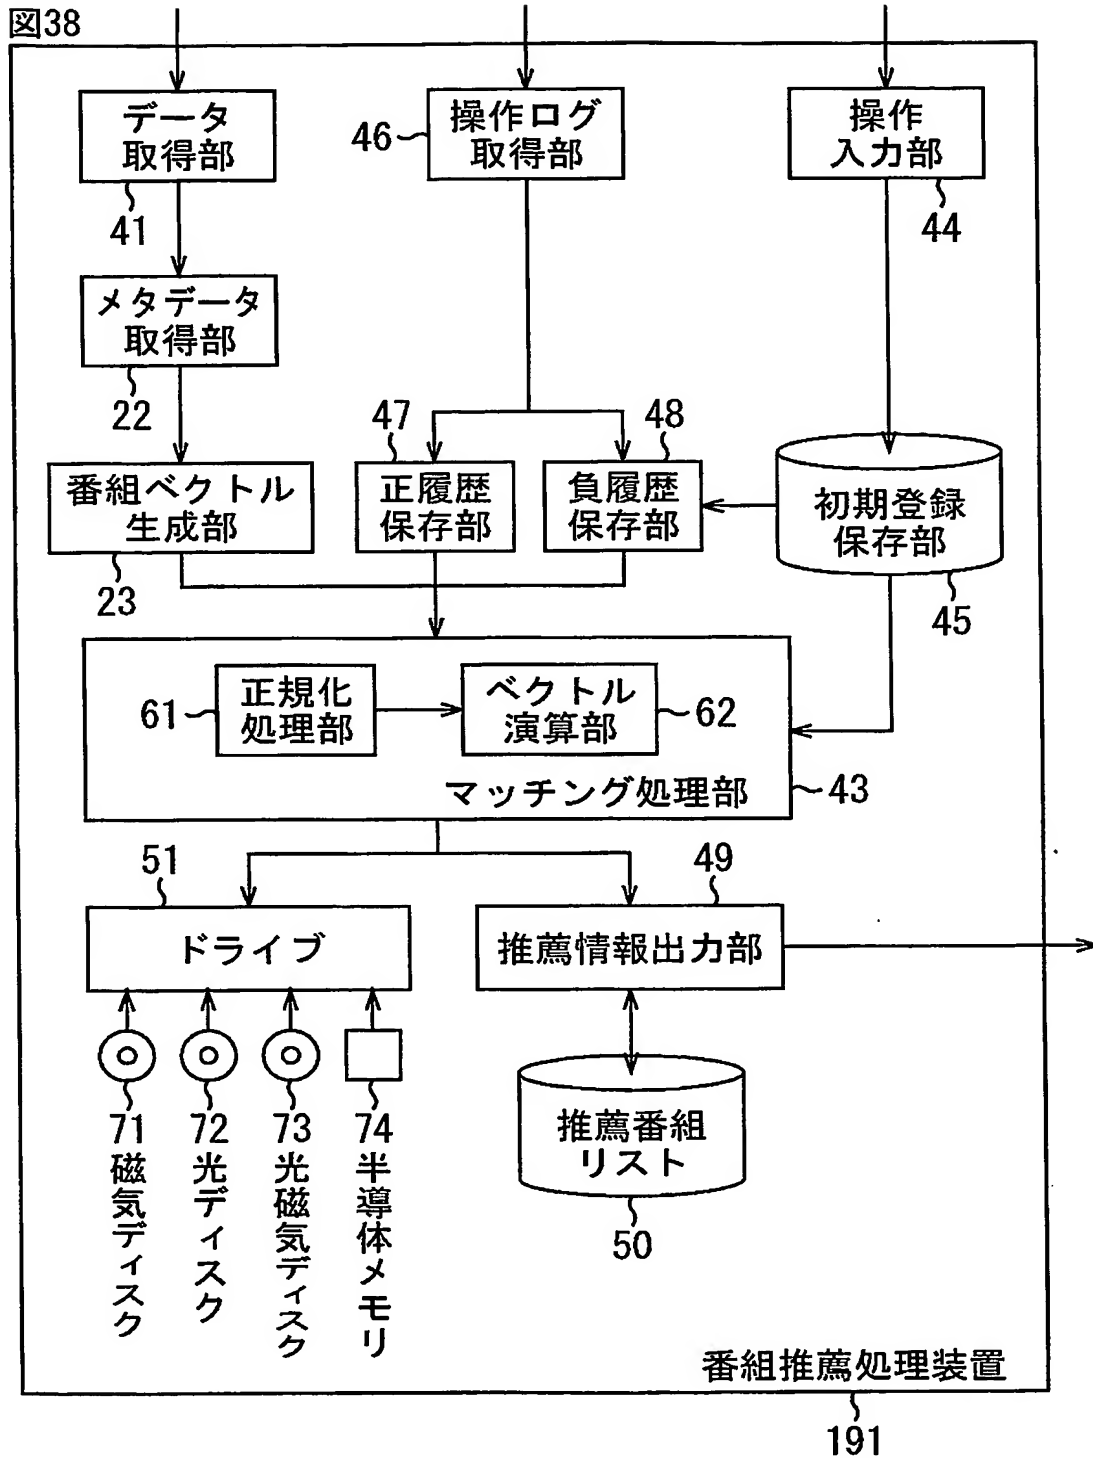 図38
データ
取得部
41
46
操作ログ
取得部
操作
入力部
44
メタデータ
取得部
22
番組ベクトル
生成部
23
47
正履歴
保存部
48
負履歴
保存部
初期登録
保存部
45
61
正規化
処理部
ベクトル
演算部
62
マッチング処理部
43
51
ドライブ
49
推薦情報出力部
71
磁気ディスク
72
光ディスク
73
光磁気ディスク
74
半導体メモリ
推薦番組
リスト
50
番組推薦処理装置
191